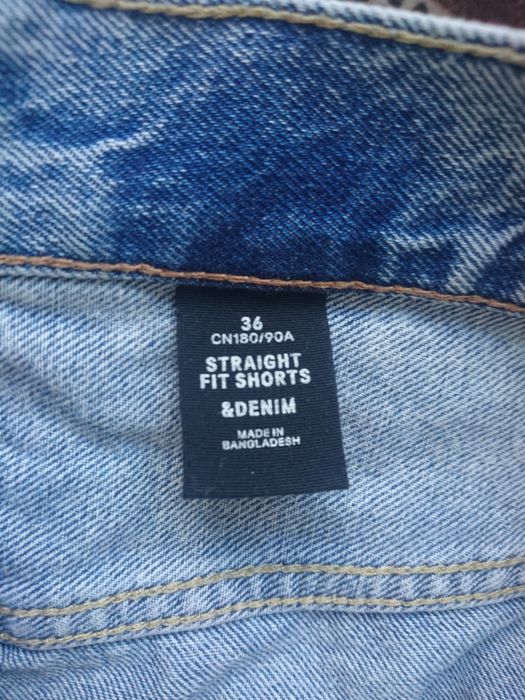 36
CN180/90A
STRAIGHT
FIT SHORTS
&DENIM
MADE IN
BANGLADESH